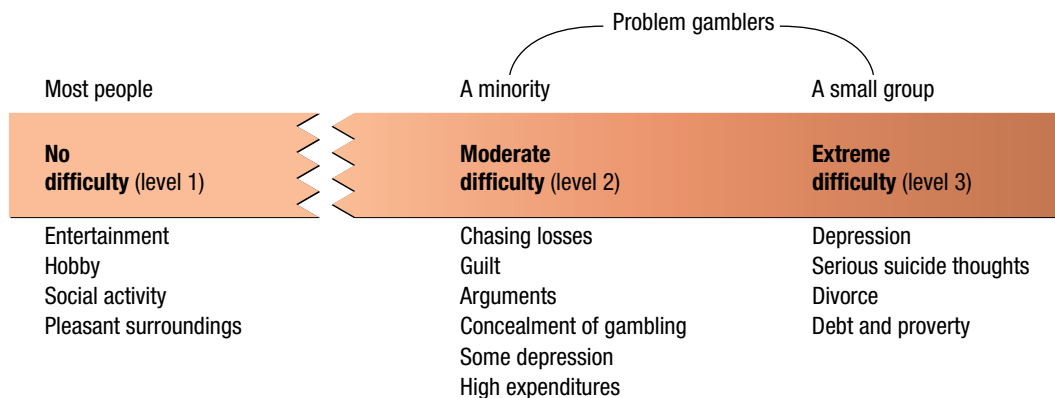 Problem gamblers
Most people
A minority
A small group
No
difficulty (level 1)
Moderate
difficulty (level 2)
Extreme
difficulty (level 3)
Entertainment
Hobby
Social activity
Pleasant surroundings
Chasing losses
Guilt
Arguments
Concealment of gambling
Some depression
High expenditures
Depression
Serious suicide thoughts
Divorce
Debt and proverty